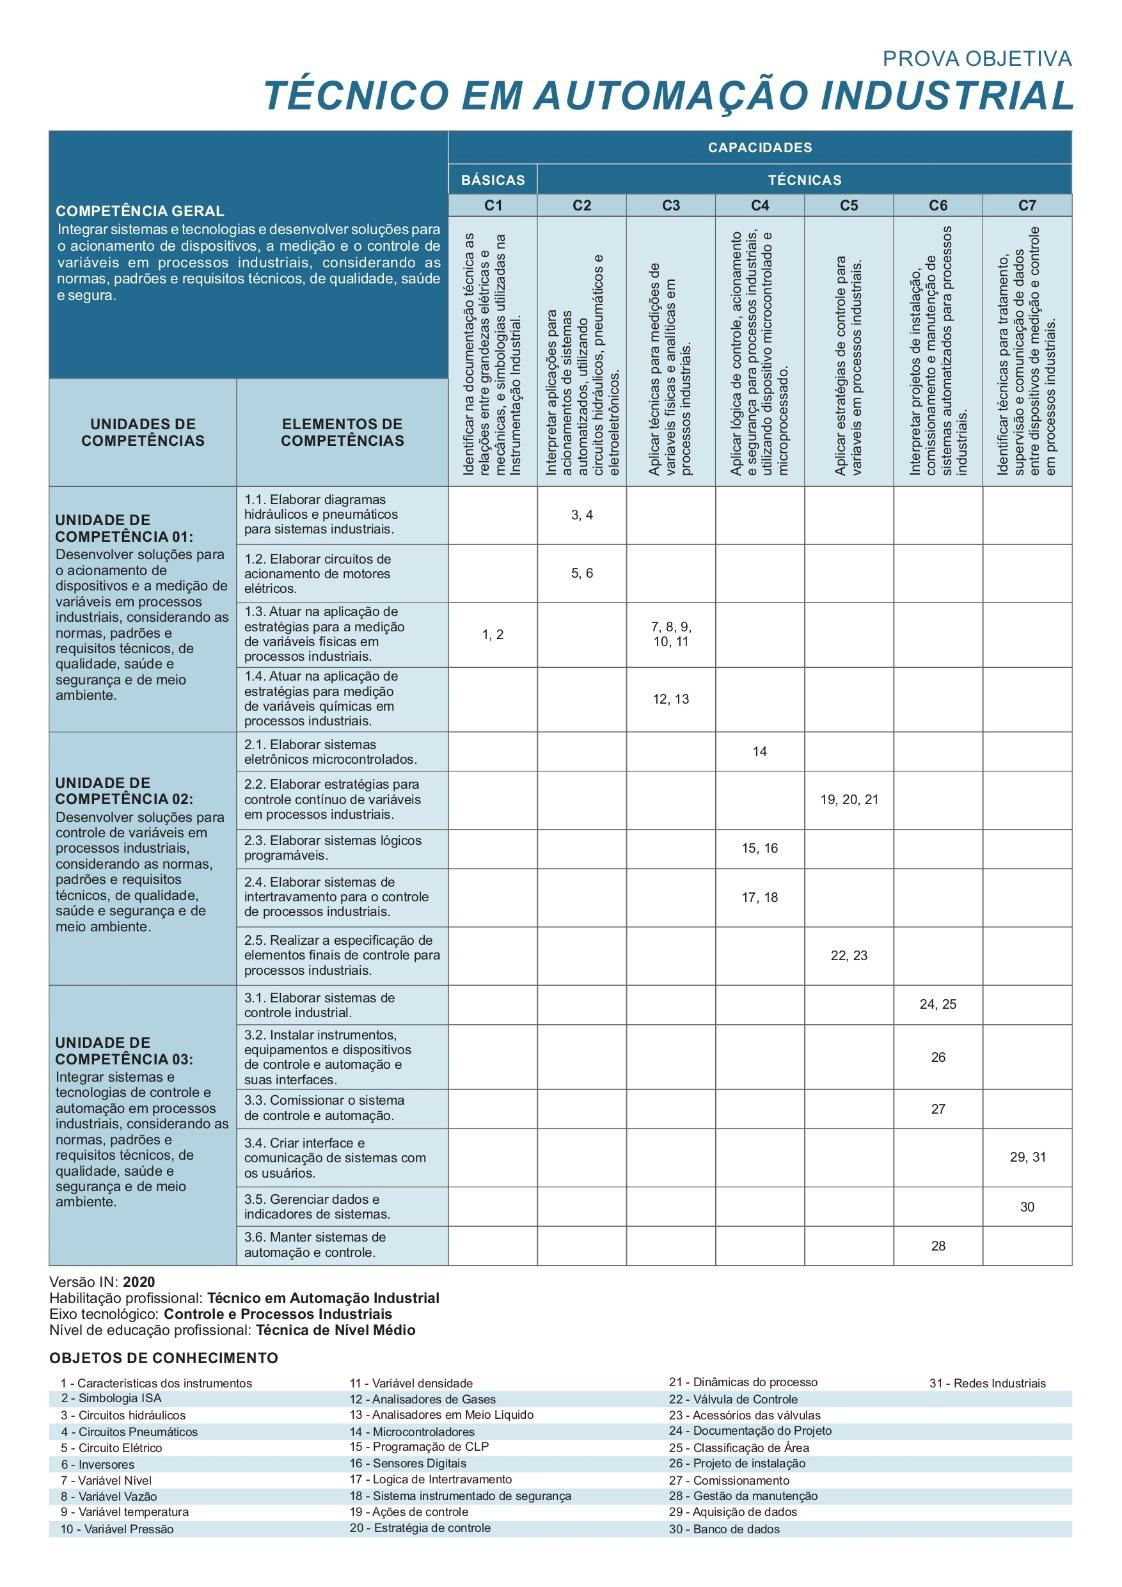 PROVA OBJETIVA
TÉCNICO EM AUTOMAÇÃO INDUSTRIAL
COMPETÊNCIA GERAL
Integrar sistemas e tecnologias e desenvolver soluções para
o acionamento de dispositivos, a medição e o controle de
variáveis em processos industriais, considerando as
normas, padrões e requisitos técnicos, de qualidade, saúde
e segura.
CAPACIDADES
BÁSICAS
TÉCNICAS
C1
C2
C3
C4
C5
C6
C7
Identificar na documentação técnica as
relações entre grandezas elétricas e
mecânicas, e simbologias utilizadas na
Instrumentação Industrial.
Interpretar aplicações para
acionamentos de sistemas
automatizados, utilizando
circuitos hidráulicos, pneumáticos e
eletroeletrônicos.
Aplicar técnicas para medições de
variáveis físicas e analíticas em
processos industriais.
Aplicar lógica de controle, acionamento
e segurança para processos industriais,
utilizando dispositivo microcontrolado e
microprocessado.
Aplicar estratégias de controle para
variáveis em processos industriais.
Interpretar projetos de instalação,
comissionamento e manutenção de
sistemas automatizados para processos
industriais.
Identificar técnicas para tratamento,
supervisão e comunicação de dados
entre dispositivos de medição e controle
em processos industriais.
UNIDADES DE
COMPETÊNCIAS
ELEMENTOS DE
COMPETÊNCIAS
UNIDADE DE
COMPETÊNCIA 01:
Desenvolver soluções para
o acionamento de
dispositivos e a medição de
variáveis em processos
industriais, considerando as
normas, padrões e
requisitos técnicos, de
qualidade, saúde e
segurança e de meio
ambiente.
1.1. Elaborar diagramas
hidráulicos e pneumáticos
para sistemas industriais.
3, 4
1.2. Elaborar circuitos de
acionamento de motores
elétricos.
5, 6
1.3. Atuar na aplicação de
estratégias para a medição
de variáveis físicas em
processos industriais.
1, 2
7, 8, 9,
10, 11
1.4. Atuar na aplicação de
estratégias para medição
de variáveis químicas em
processos industriais.
12, 13
UNIDADE DE
COMPETÊNCIA 02:
Desenvolver soluções para
controle de variáveis em
processos industriais,
considerando as normas,
padrões e requisitos
técnicos, de qualidade,
saúde e segurança e de
meio ambiente.
2.1. Elaborar sistemas
eletrônicos microcontrolados.
14
2.2. Elaborar estratégias para
controle contínuo de variáveis
em processos industriais.
19, 20, 21
2.3. Elaborar sistemas lógicos
programáveis.
15, 16
2.4. Elaborar sistemas de
intertravamento para o controle
de processos industriais.
17, 18
2.5. Realizar a especificação de
elementos finais de controle para
processos industriais.
22, 23
UNIDADE DE
COMPETÊNCIA 03:
Integrar sistemas e
tecnologias de controle e
automação em processos
industriais, considerando as
normas, padrões e
requisitos técnicos, de
qualidade, saúde e
segurança e de meio
ambiente.
3.1. Elaborar sistemas de
controle industrial.
24, 25
3.2. Instalar instrumentos,
equipamentos e dispositivos
de controle e automação e
suas interfaces.
26
3.3. Comissionar o sistema
de controle e automação.
27
3.4. Criar interface e
comunicação de sistemas com
os usuários.
29, 31
3.5. Gerenciar dados e
indicadores de sistemas.
30
3.6. Manter sistemas de
automação e controle.
28
Versão IN: 2020
Habilitação profissional: Técnico em Automação Industrial
Eixo tecnológico: Controle e Processos Industriais
Nível de educação profissional: Técnica de Nível Médio
OBJETOS DE CONHECIMENTO
1 - Características dos instrumentos
2 - Simbologia ISA
3 - Circuitos hidráulicos
4 - Circuitos Pneumáticos
5 - Circuito Elétrico
6 - Inversores
7 - Variável Nível
8 - Variável Vazão
9 - Variável temperatura
10 - Variável Pressão
11 - Variável densidade
12 - Analisadores de Gases
13 - Analisadores em Meio Líquido
14 - Microcontroladores
15 - Programação de CLP
16 - Sensores Digitais
17 - Logica de Intertravamento
18 - Sistema instrumentado de segurança
19 - Ações de controle
20 - Estratégia de controle
21 - Dinâmicas do processo
22 - Válvula de Controle
23 - Acessórios das válvulas
24 - Documentação do Projeto
25 - Classificação de Área
26 - Projeto de instalação
27 - Comissionamento
28 - Gestão da manutenção
29 - Aquisição de dados
30 - Banco de dados
31 - Redes Industriais